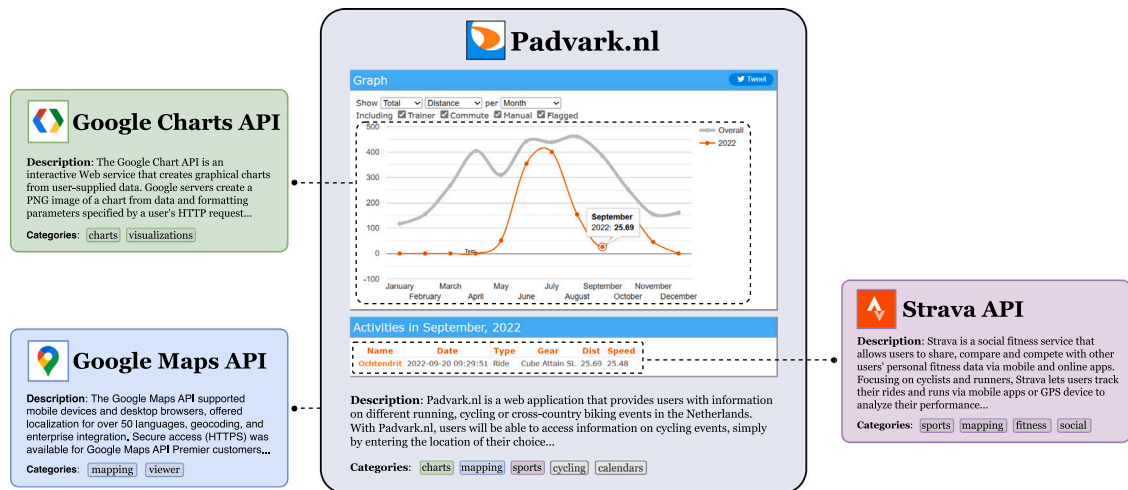 Padvark.nl
Graph
Tweet
Show Total Distance per Month
Including Trainer Commute Manual Flagged
500
400
300
200
100
0
-100
Overall
2022
Text
September
2022: 25.69
January March May July September November
February April June August October December
Activities in September, 2022
Name Date Type Gear Dist Speed
Ochtendrit 2022-09-20 09:29:51 Ride Cube Attain SL 25.69 25.48
Description: Padvark.nl is a web application that provides users with information
on different running, cycling or cross-country biking events in the Netherlands.
With Padvark.nl, users will be able to access information on cycling events, simply
by entering the location of their choice...
Categories: charts mapping sports cycling calendars
Google Charts API
Description: The Google Chart API is an
interactive Web service that creates graphical charts
from user-supplied data. Google servers create a
PNG image of a chart from data and formatting
parameters specified by a user's HTTP request...
Categories: charts visualizations
Google Maps API
Description: The Google Maps API supported
mobile devices and desktop browsers, offered
localization for over 50 languages, geocoding, and
enterprise integration. Secure access (HTTPS) was
available for Google Maps API Premier customers...
Categories: mapping viewer
Strava API
Description: Strava is a social fitness service that
allows users to share, compare and compete with other
users' personal fitness data via mobile and online apps.
Focusing on cyclists and runners, Strava lets users track
their rides and runs via mobile apps or GPS device to
analyze their performance...
Categories: sports mapping fitness social